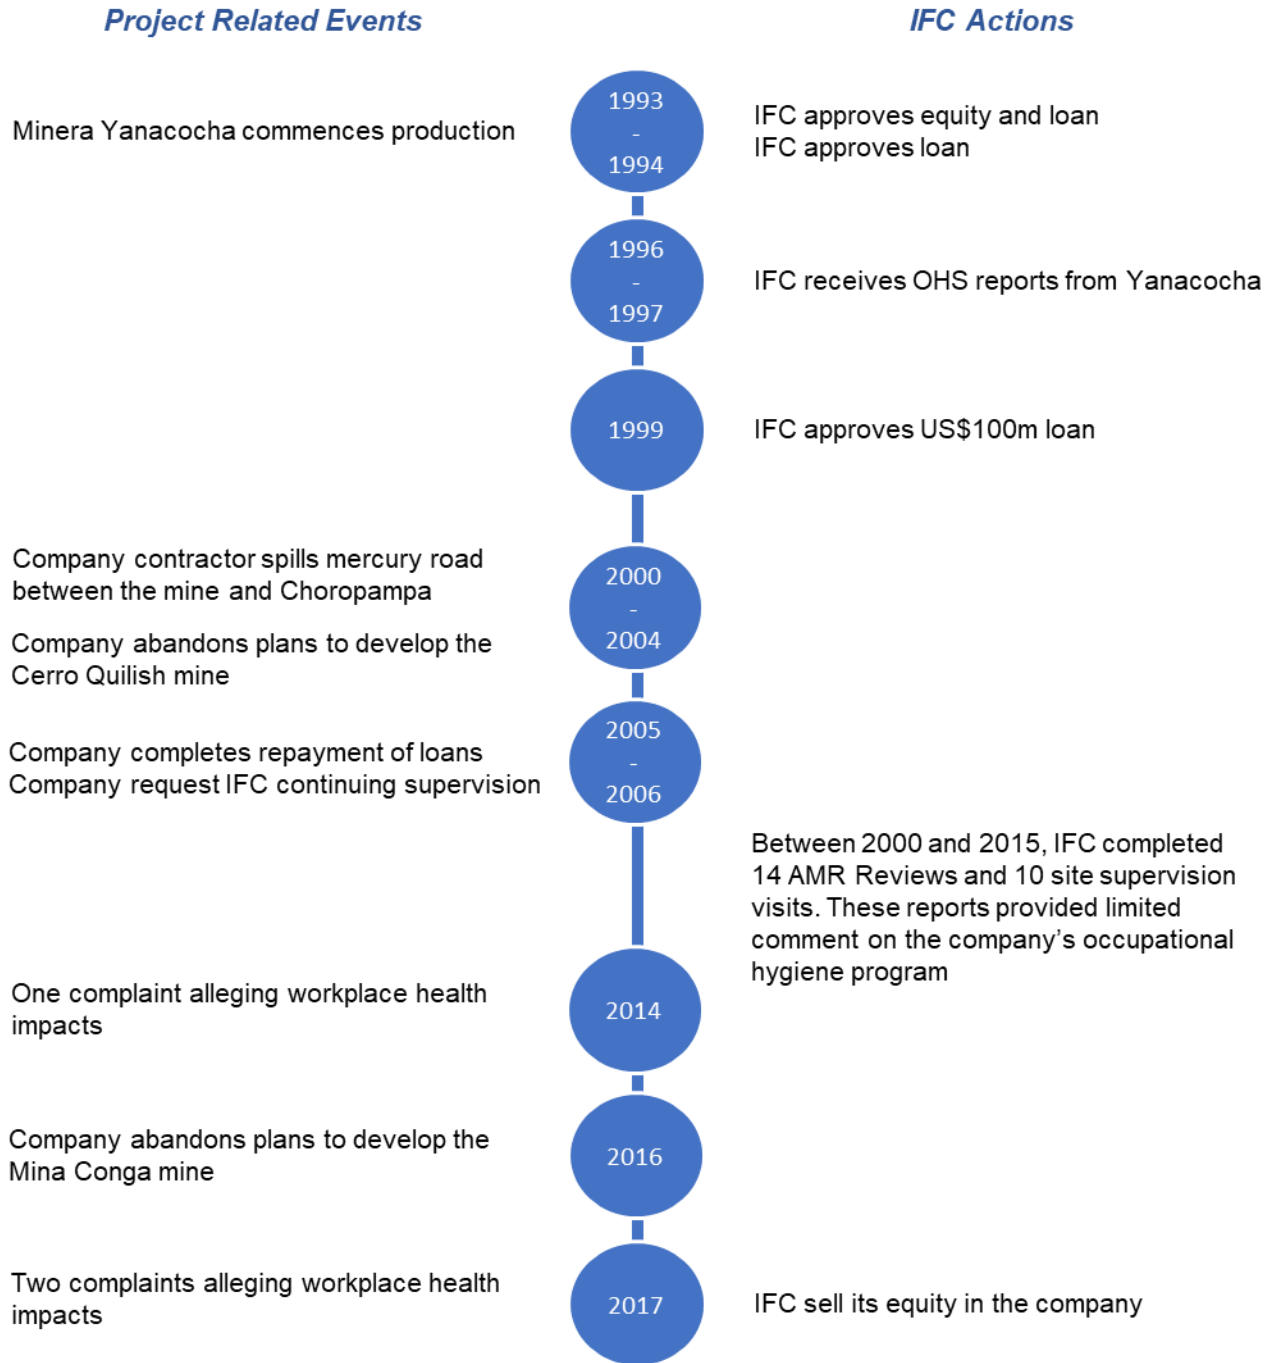 Project Related Events
IFC Actions
Minera Yanacocha commences production
1993
-
1994
IFC approves equity and loan
IFC approves loan
1996
-
1997
IFC receives OHS reports from Yanacocha
1999
IFC approves US$100m loan
Company contractor spills mercury road
between the mine and Choropampa
Company abandons plans to develop the
Cerro Quilish mine
2000
-
2004
Company completes repayment of loans
Company request IFC continuing supervision
2005
-
2006
Between 2000 and 2015, IFC completed
14 AMR Reviews and 10 site supervision
visits. These reports provided limited
comment on the company’s occupational
hygiene program
One complaint alleging workplace health
impacts
2014
Company abandons plans to develop the
Mina Conga mine
2016
Two complaints alleging workplace health
impacts
2017
IFC sell its equity in the company